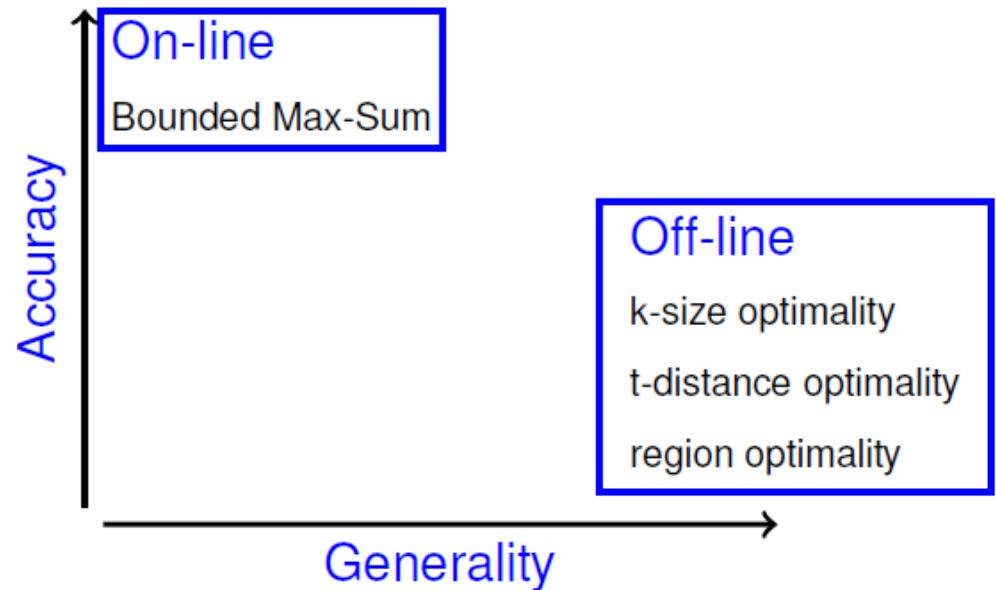 On-line
Bounded Max-Sum
Accuracy
Off-line
k-size optimality
t-distance optimality
region optimality
Generality